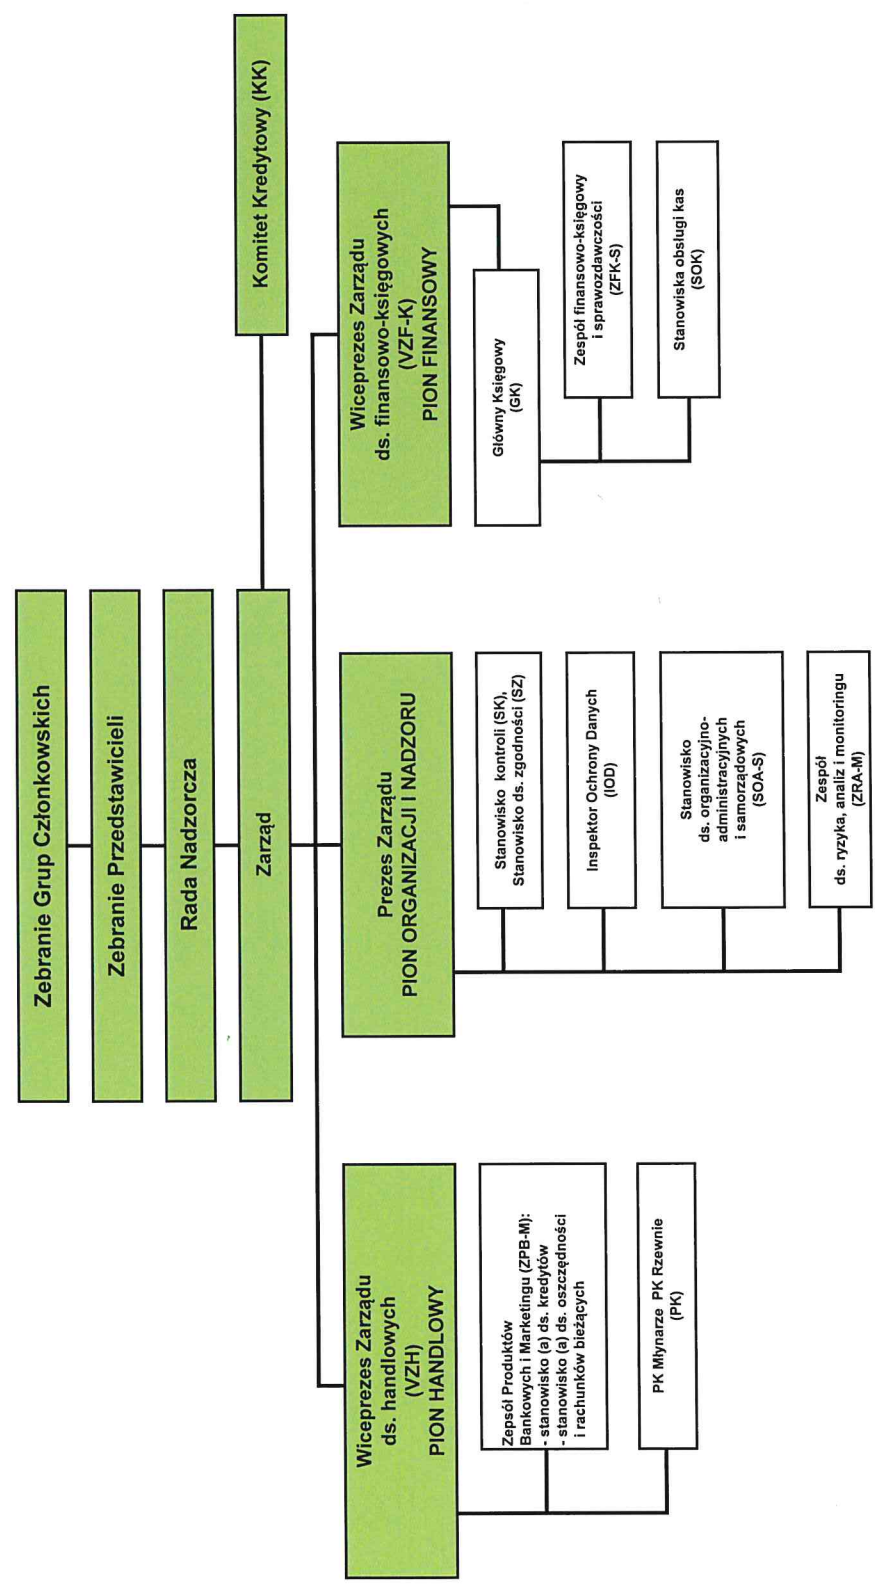 Zebranie Grup Członkowskich
Zebranie Przedstawicieli
Rada Nadzorcza
Zarząd
Komitet Kredytowy (KK)
Wiceprezes Zarządu
ds. handlowych
(VZH)
PION HANDLOWY
Zepsół Produktów
Bankowych i Marketingu (ZPB-M):
- stanowisko (a) ds. kredytów
- stanowisko (a) ds. oszczędności
i rachunków bieżących
PK Młynarze PK Rzewnie
(PK)
Prezes Zarządu
PION ORGANIZACJI I NADZORU
Stanowisko kontroli (SK),
Stanowisko ds. zgodności (SZ)
Inspektor Ochrony Danych
(IOD)
Stanowisko
ds. organizacyjno-
administracyjnych
i samorządowych
(SOA-S)
Zespół
ds. ryzyka, analiz i monitoringu
(ZRA-M)
Wiceprezes Zarządu
ds. finansowo-księgowych
(VZF-K)
PION FINANSOWY
Główny Księgowy
(GK)
Zespół finansowo-księgowy
i sprawozdawczości
(ZFK-S)
Stanowiska obsługi kas
(SOK)